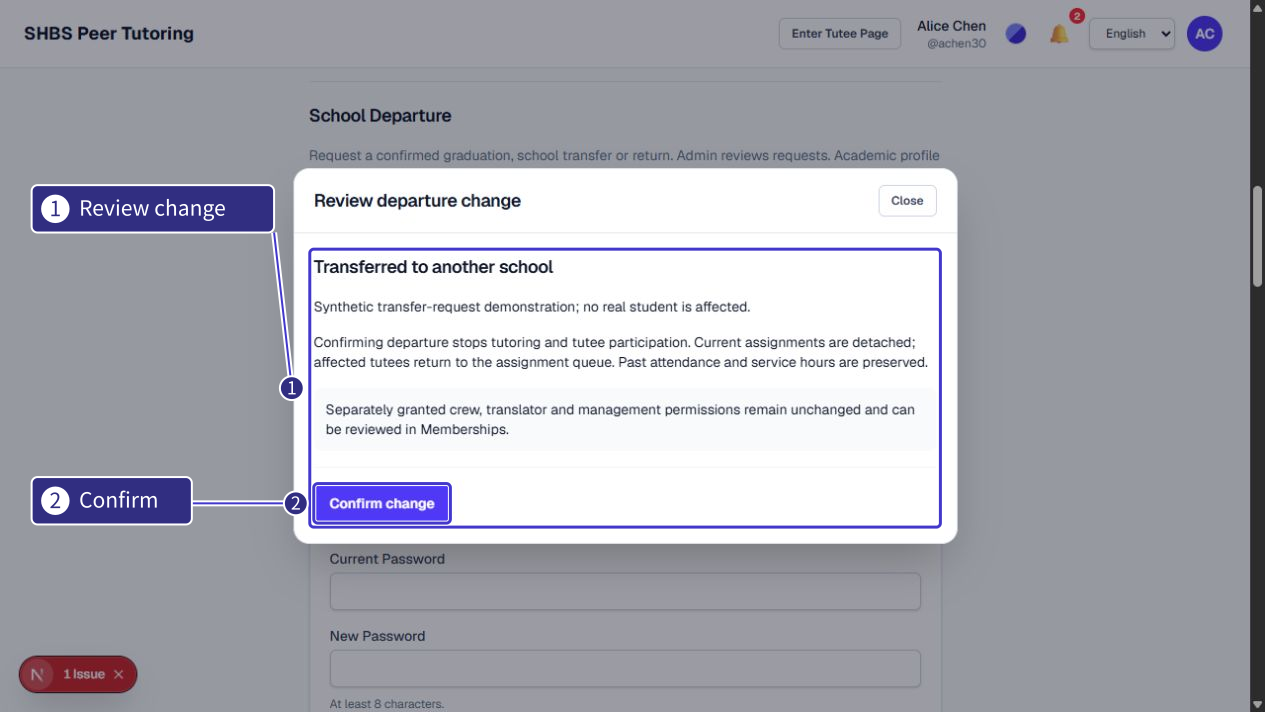 SHBS Peer Tutoring
Enter Tutee Page
Alice Chen
@achen30
2
English
AC
School Departure
Request a confirmed graduation, school transfer or return. Admin reviews requests. Academic profile
1 Review change
Review departure change
Close
Transferred to another school
Synthetic transfer-request demonstration; no real student is affected.
Confirming departure stops tutoring and tutee participation. Current assignments are detached;
affected tutees return to the assignment queue. Past attendance and service hours are preserved.
1
Separately granted crew, translator and management permissions remain unchanged and can
be reviewed in Memberships.
2 Confirm
2
Confirm change
Current Password
New Password
N 1 Issue
At least 8 characters.